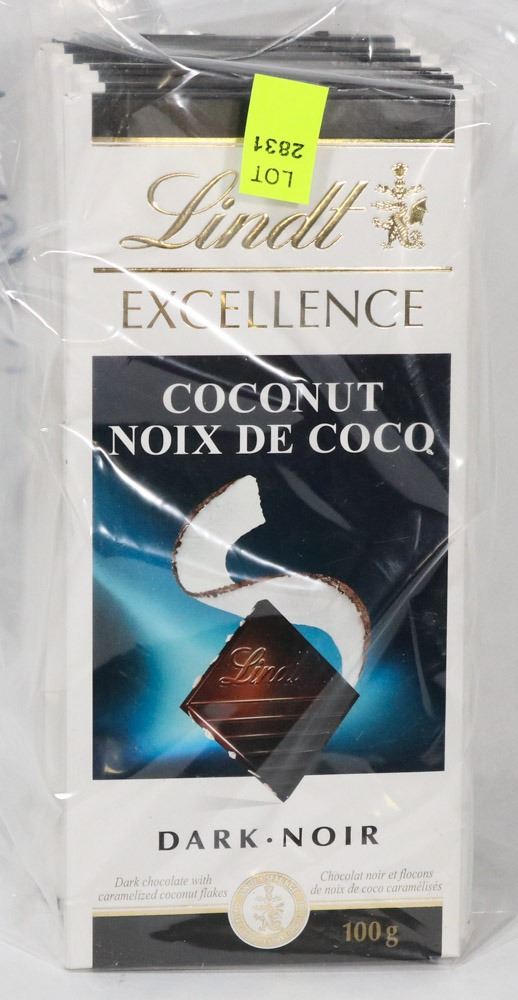 LOT
2831
Lindt
EXCELLENCE
COCONUT
NOIX DE COCO
Lindt
DARK·NOIR
Dark chocolate with
caramelized coconut flakes
Chocolat noir et flocons
de noix de coco caramélisés
100 g